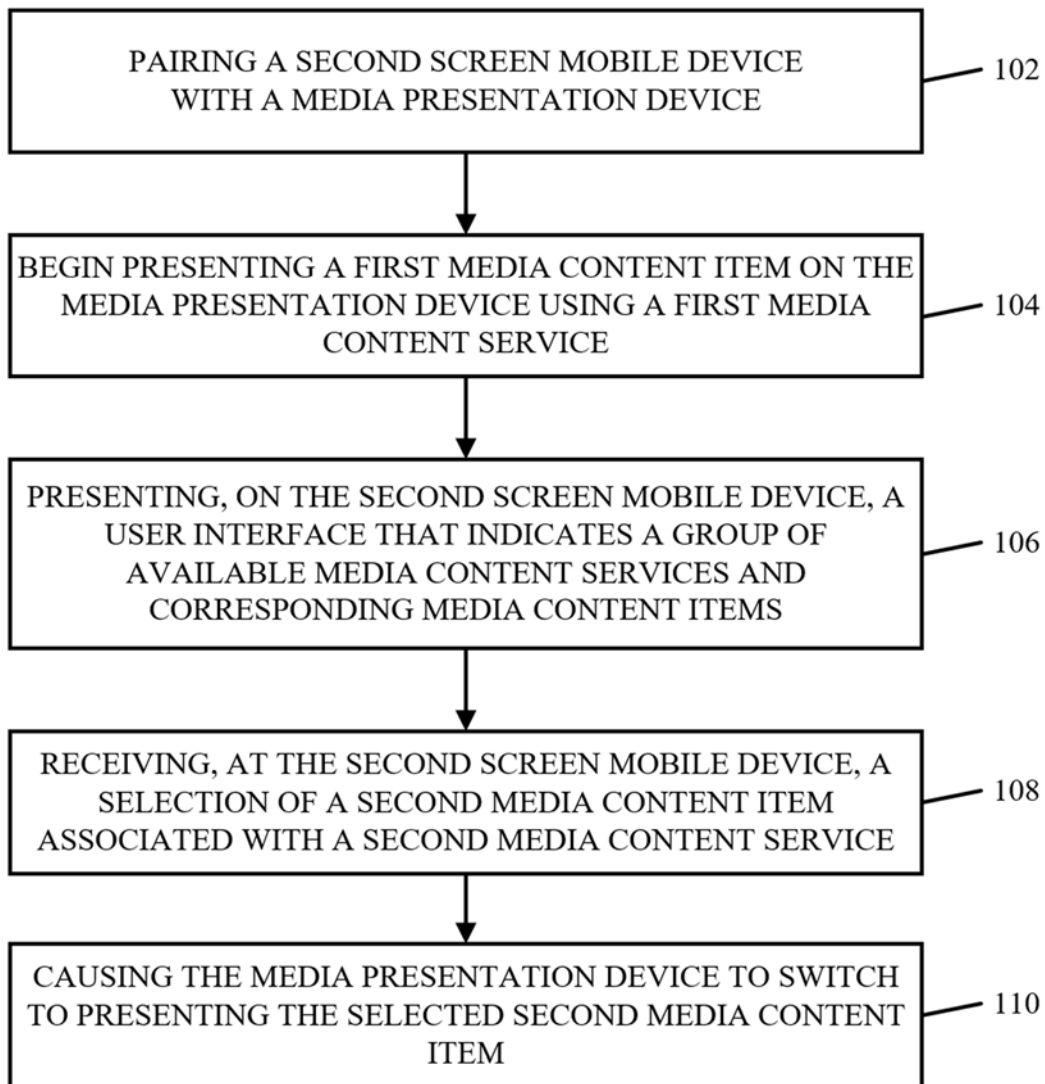 PAIRING A SECOND SCREEN MOBILE DEVICE
WITH A MEDIA PRESENTATION DEVICE
102
BEGIN PRESENTING A FIRST MEDIA CONTENT ITEM ON THE
MEDIA PRESENTATION DEVICE USING A FIRST MEDIA
CONTENT SERVICE
104
PRESENTING, ON THE SECOND SCREEN MOBILE DEVICE, A
USER INTERFACE THAT INDICATES A GROUP OF
AVAILABLE MEDIA CONTENT SERVICES AND
CORRESPONDING MEDIA CONTENT ITEMS
106
RECEIVING, AT THE SECOND SCREEN MOBILE DEVICE, A
SELECTION OF A SECOND MEDIA CONTENT ITEM
ASSOCIATED WITH A SECOND MEDIA CONTENT SERVICE
108
CAUSING THE MEDIA PRESENTATION DEVICE TO SWITCH
TO PRESENTING THE SELECTED SECOND MEDIA CONTENT
ITEM
110